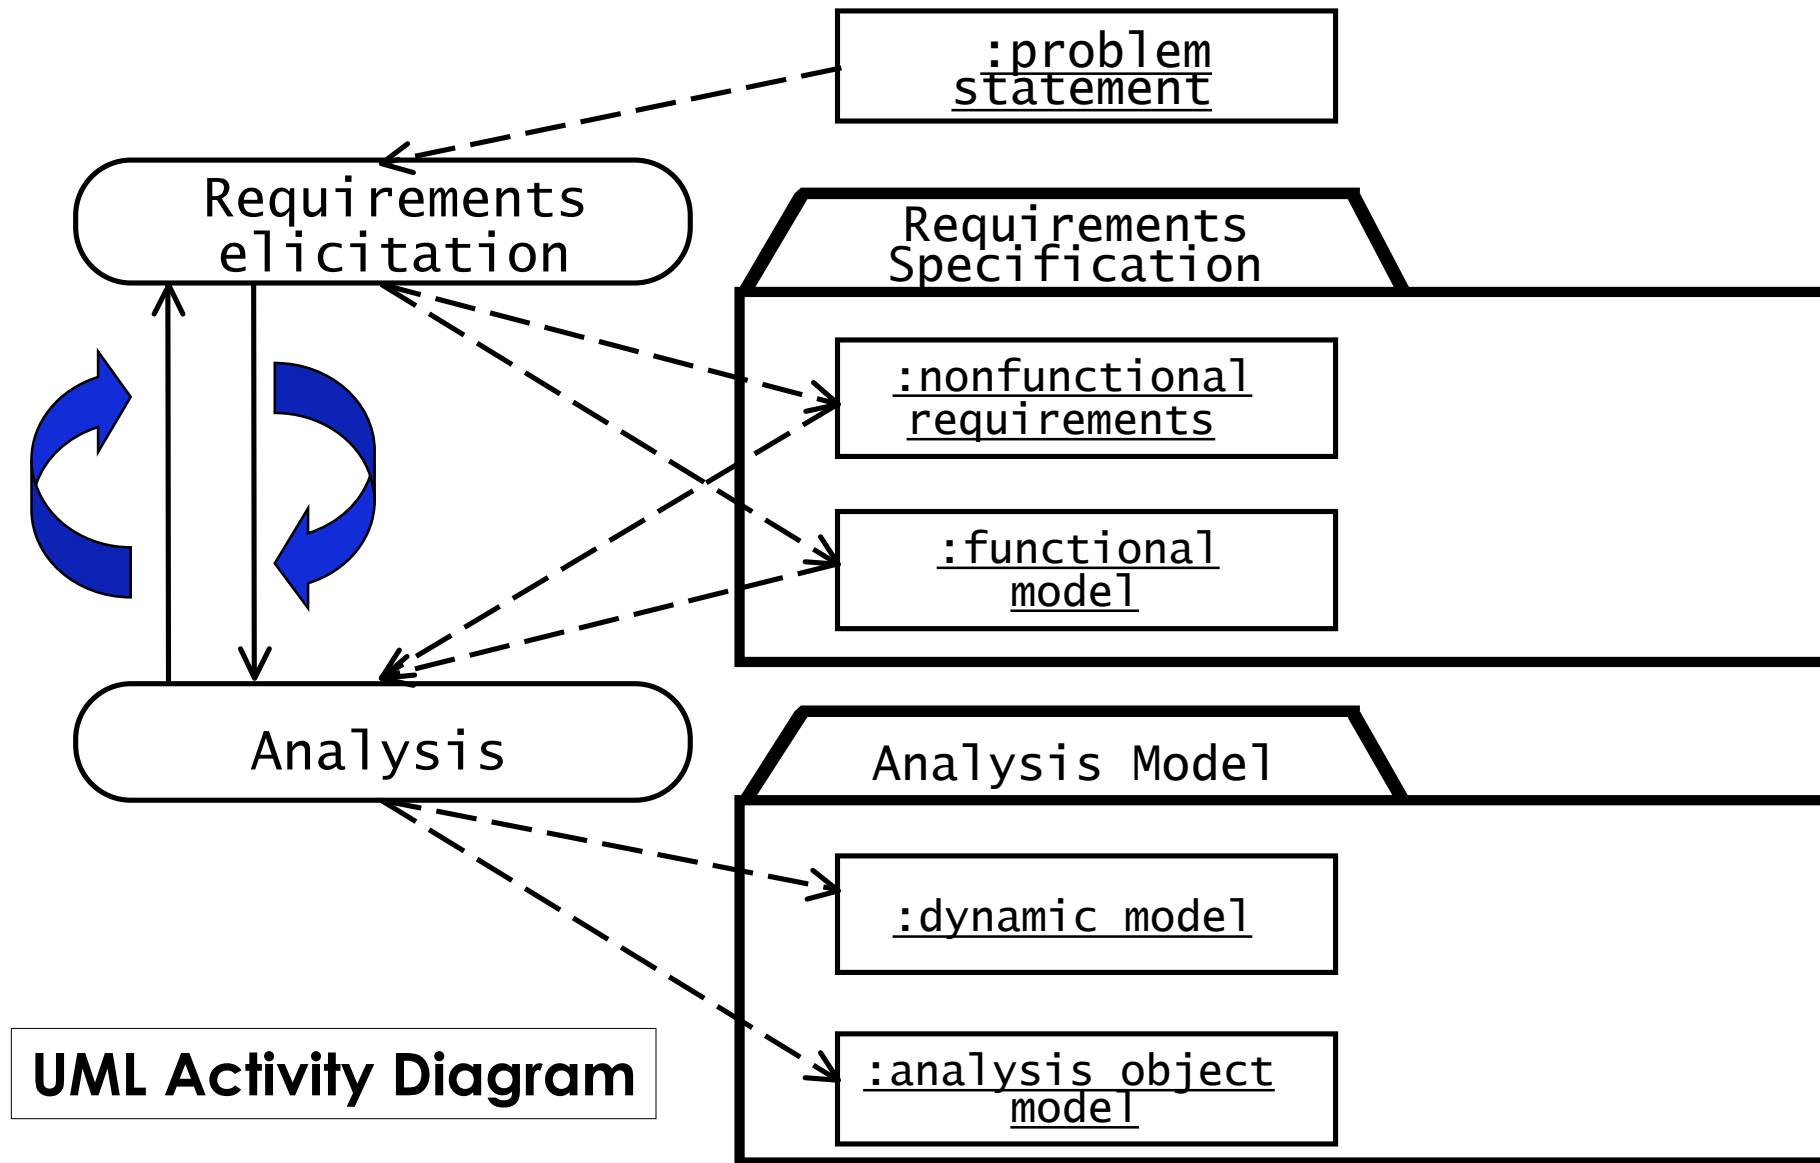 :problem
statement
Requirements
elicitation
Requirements
Specification
:nonfunctional
requirements
:functional
model
Analysis
Analysis Model
:dynamic model
:analysis object
model
UML Activity Diagram